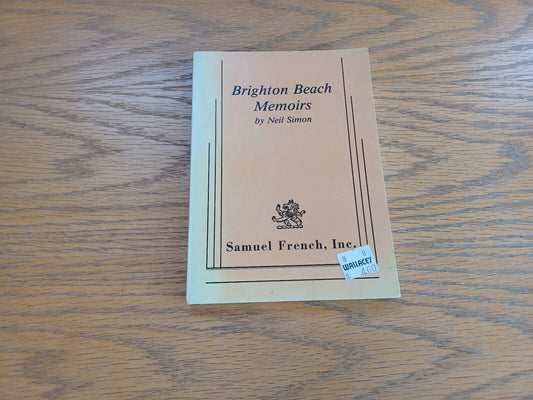 Brighton Beach
Memoirs
by Neil Simon
Samuel French, Inc.
WALLACE'S